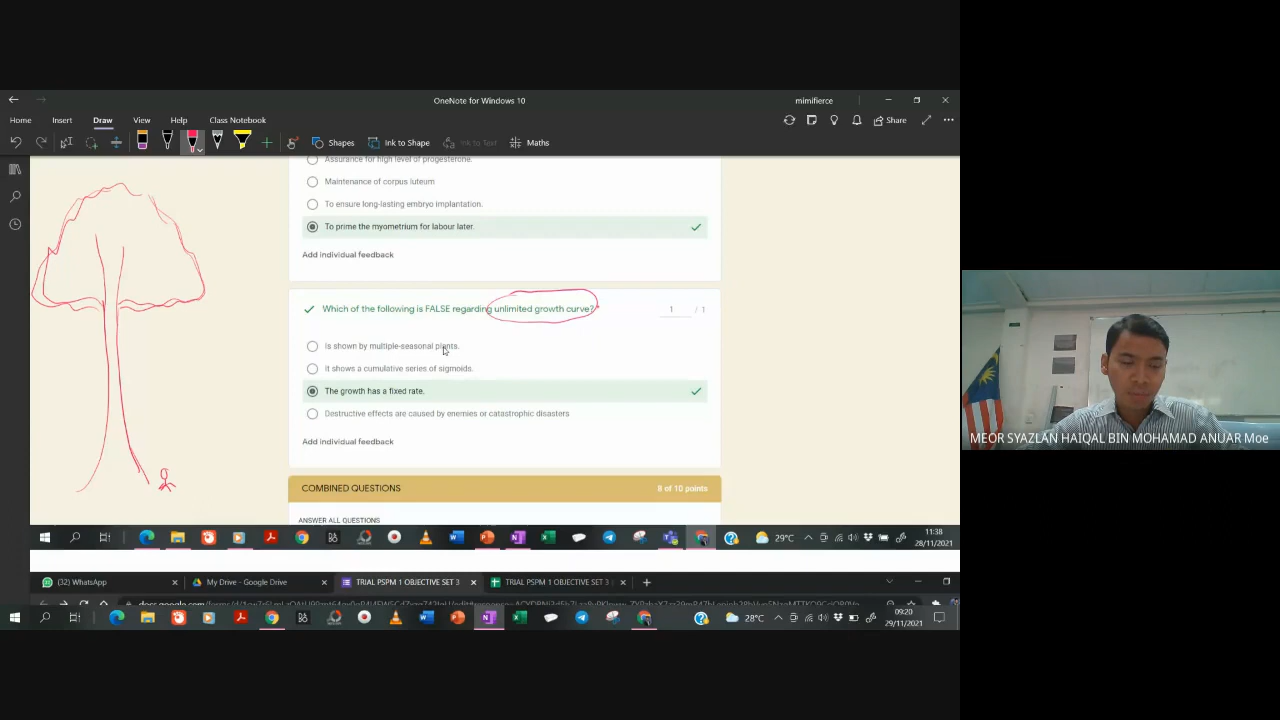 OneNote for Windows 10
mimifierce
Home Insert Draw View Help Class Notebook
Share
Shapes Ink to Shape Ink to Text Maths
Assurance for high level of progesterone.
Maintenance of corpus luteum
To ensure long-lasting embryo implantation.
To prime the myometrium for labour later.
Add individual feedback
Which of the following is FALSE regarding unlimited growth curve?
1 / 1
Is shown by multiple-seasonal plants.
It shows a cumulative series of sigmoids.
The growth has a fixed rate.
Destructive effects are caused by enemies or catastrophic disasters
Add individual feedback
MEOR SYAZLAN HAIQAL BIN MOHAMAD ANUAR Moe
COMBINED QUESTIONS
8 of 10 points
ANSWER ALL QUESTIONS
29°C
11:38
28/11/2021
(32) WhatsApp
My Drive - Google Drive
TRIAL PSPM 1 OBJECTIVE SET 3
TRIAL PSPM 1 OBJECTIVE SET 3
28°C
09:20
29/11/2021